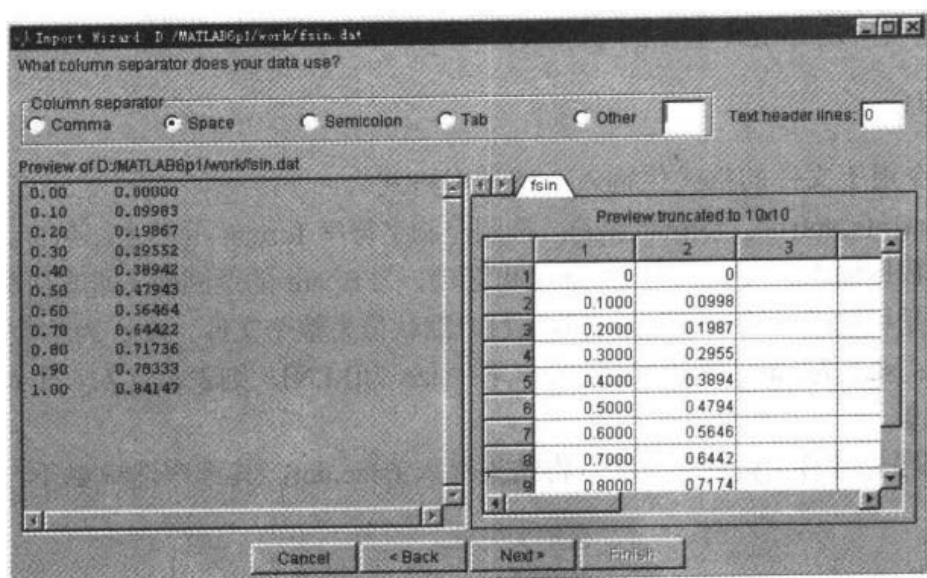 Import Wizard D:/MATLAB6p1/work/fsin.dat
What column separator does your data use?
Column separator
Comma Space Semicolon Tab Other Text header lines: 0
Preview of D:/MATLAB6p1/work/fsin.dat
0.00 0.00000
0.10 0.09983
0.20 0.19867
0.30 0.29552
0.40 0.38942
0.50 0.47943
0.60 0.56464
0.70 0.64422
0.80 0.71736
0.90 0.78333
1.00 0.84147
fsin
Preview truncated to 10x10
1 2 3
1 0 0
2 0.1000 0.0998
3 0.2000 0.1987
4 0.3000 0.2955
5 0.4000 0.3894
6 0.5000 0.4794
7 0.6000 0.5646
8 0.7000 0.6442
9 0.8000 0.7174
Cancel < Back Next > Finish